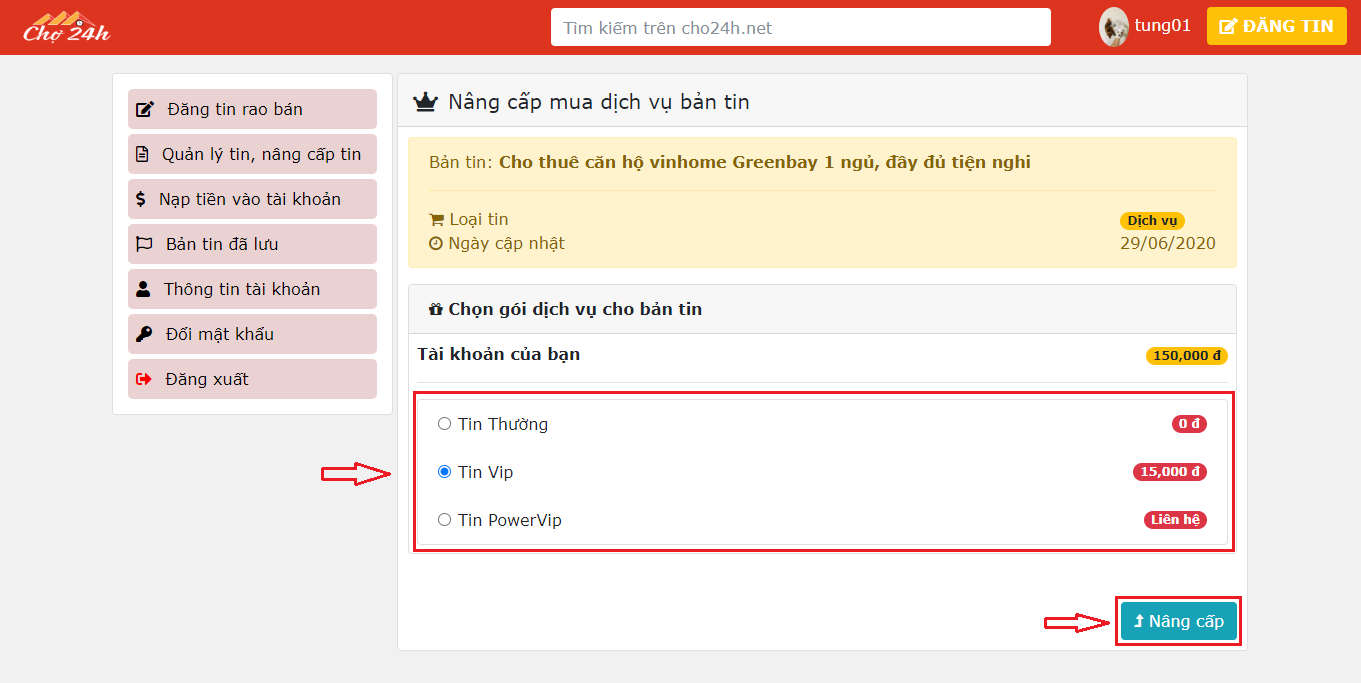 Chợ 24h
Tìm kiếm trên cho24h.net
tung01
ĐĂNG TIN
Đăng tin rao bán
Quản lý tin, nâng cấp tin
Nạp tiền vào tài khoản
Bản tin đã lưu
Thông tin tài khoản
Đổi mật khẩu
Đăng xuất
Nâng cấp mua dịch vụ bản tin
Bản tin: Cho thuê căn hộ vinhome Greenbay 1 ngủ, đầy đủ tiện nghi
Loại tin Dịch vụ
Ngày cập nhật 29/06/2020
Chọn gói dịch vụ cho bản tin
Tài khoản của bạn 150,000 đ
Tin Thường 0 đ
Tin Vip 15,000 đ
Tin PowerVip Liên hệ
Nâng cấp